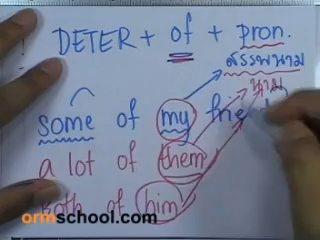 DETER + of + pron.
สรรพนาม
นาม
some of my
a lot of them
Both of him
ormschool.com